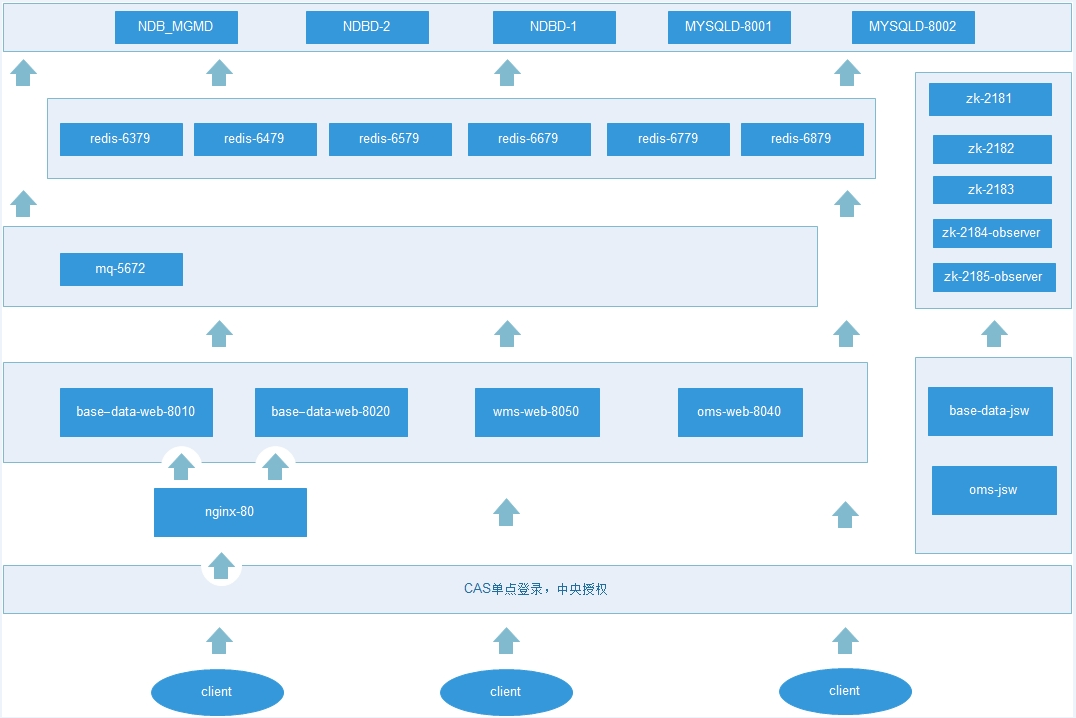 NDB_MGMD
NDBD-2
NDBD-1
MYSQLD-8001
MYSQLD-8002
redis-6379
redis-6479
redis-6579
redis-6679
redis-6779
redis-6879
zk-2181
zk-2182
zk-2183
zk-2184-observer
zk-2185-observer
mq-5672
base–data-web-8010
base–data-web-8020
wms-web-8050
oms-web-8040
base-data-jsw
oms-jsw
nginx-80
CAS单点登录，中央授权
client
client
client